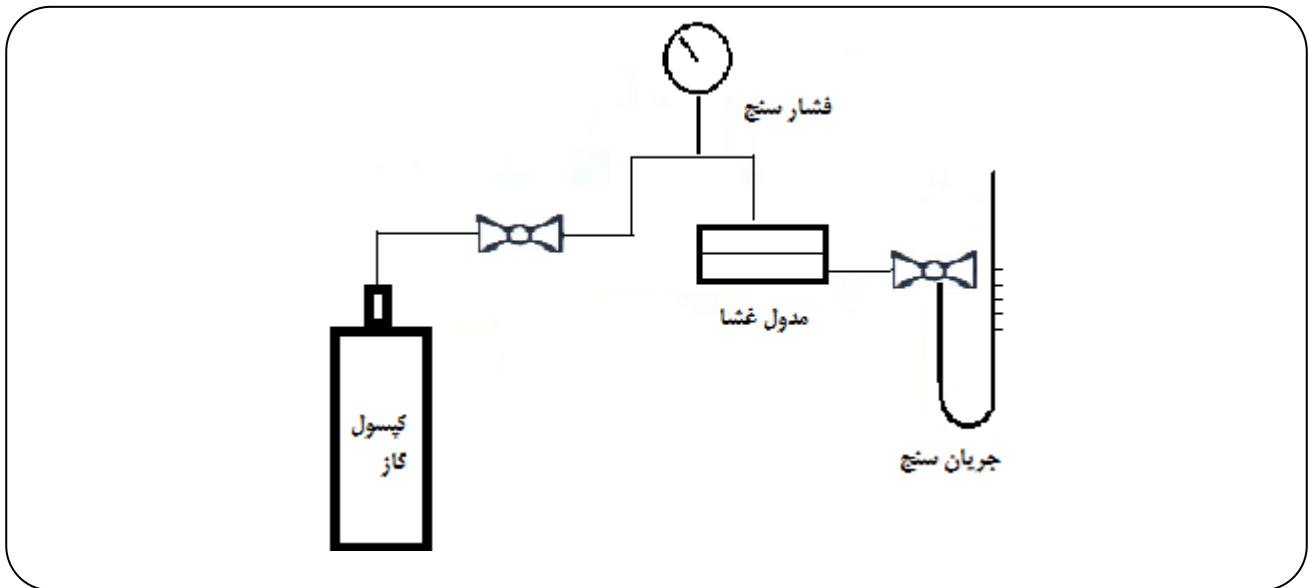 فشار سنج
مدول غشا
کپسول
گاز
جریان سنج